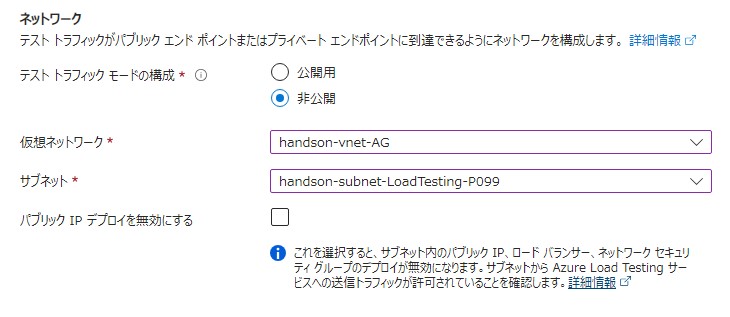 ネットワーク
テスト トラフィックがパブリック エンド ポイントまたはプライベート エンドポイントに到達できるようにネットワークを構成します。 詳細情報
テスト トラフィック モードの構成 *
公開用
非公開
仮想ネットワーク *
handson-vnet-AG
サブネット *
handson-subnet-LoadTesting-P099
パブリック IP デプロイを無効にする
これを選択すると、サブネット内のパブリック IP、ロード バランサー、ネットワーク セキュリ
ティ グループのデプロイが無効になります。サブネットから Azure Load Testing サー
ビスへの送信トラフィックが許可されていることを確認します。詳細情報